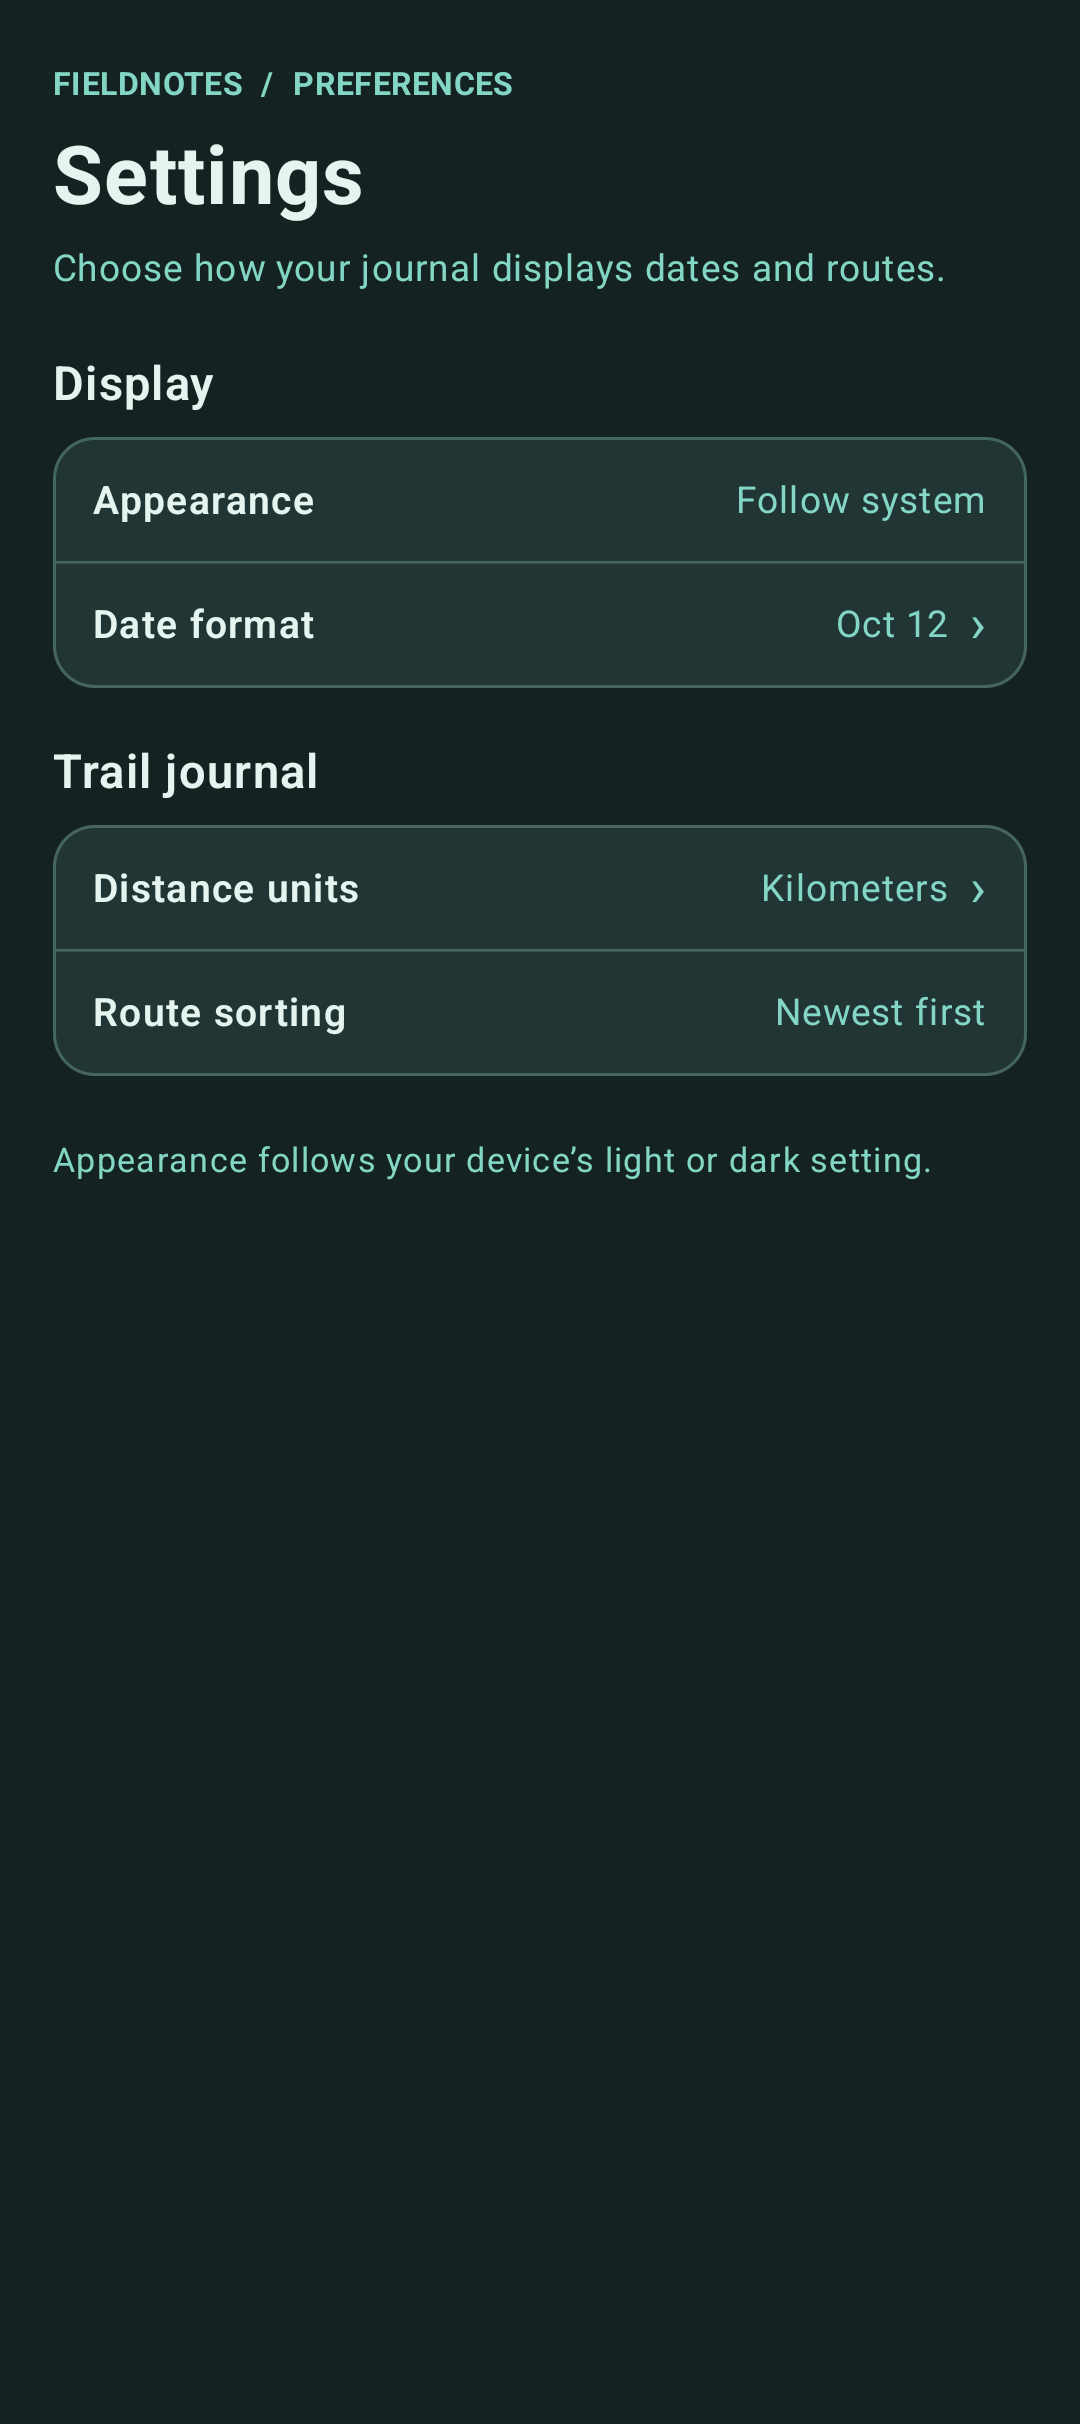 FIELDNOTES / PREFERENCES
Settings
Choose how your journal displays dates and routes.
Display
Appearance Follow system
Date format Oct 12 ›
Trail journal
Distance units Kilometers ›
Route sorting Newest first
Appearance follows your device’s light or dark setting.